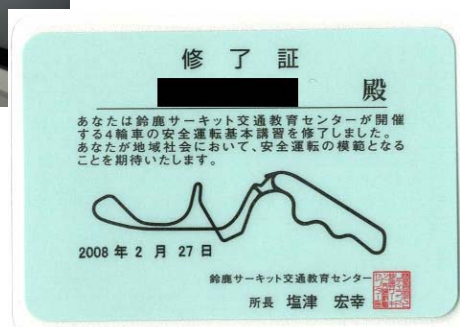 修了証
殿
あなたは鈴鹿サーキット交通教育センターが開催
する4輪車の安全運転基本講習を修了しました。
あなたが地域社会において、安全運転の模範となる
ことを期待いたします。
2008 年 2 月 27 日
鈴鹿サーキット交通教育センター
所長 塩津 宏幸